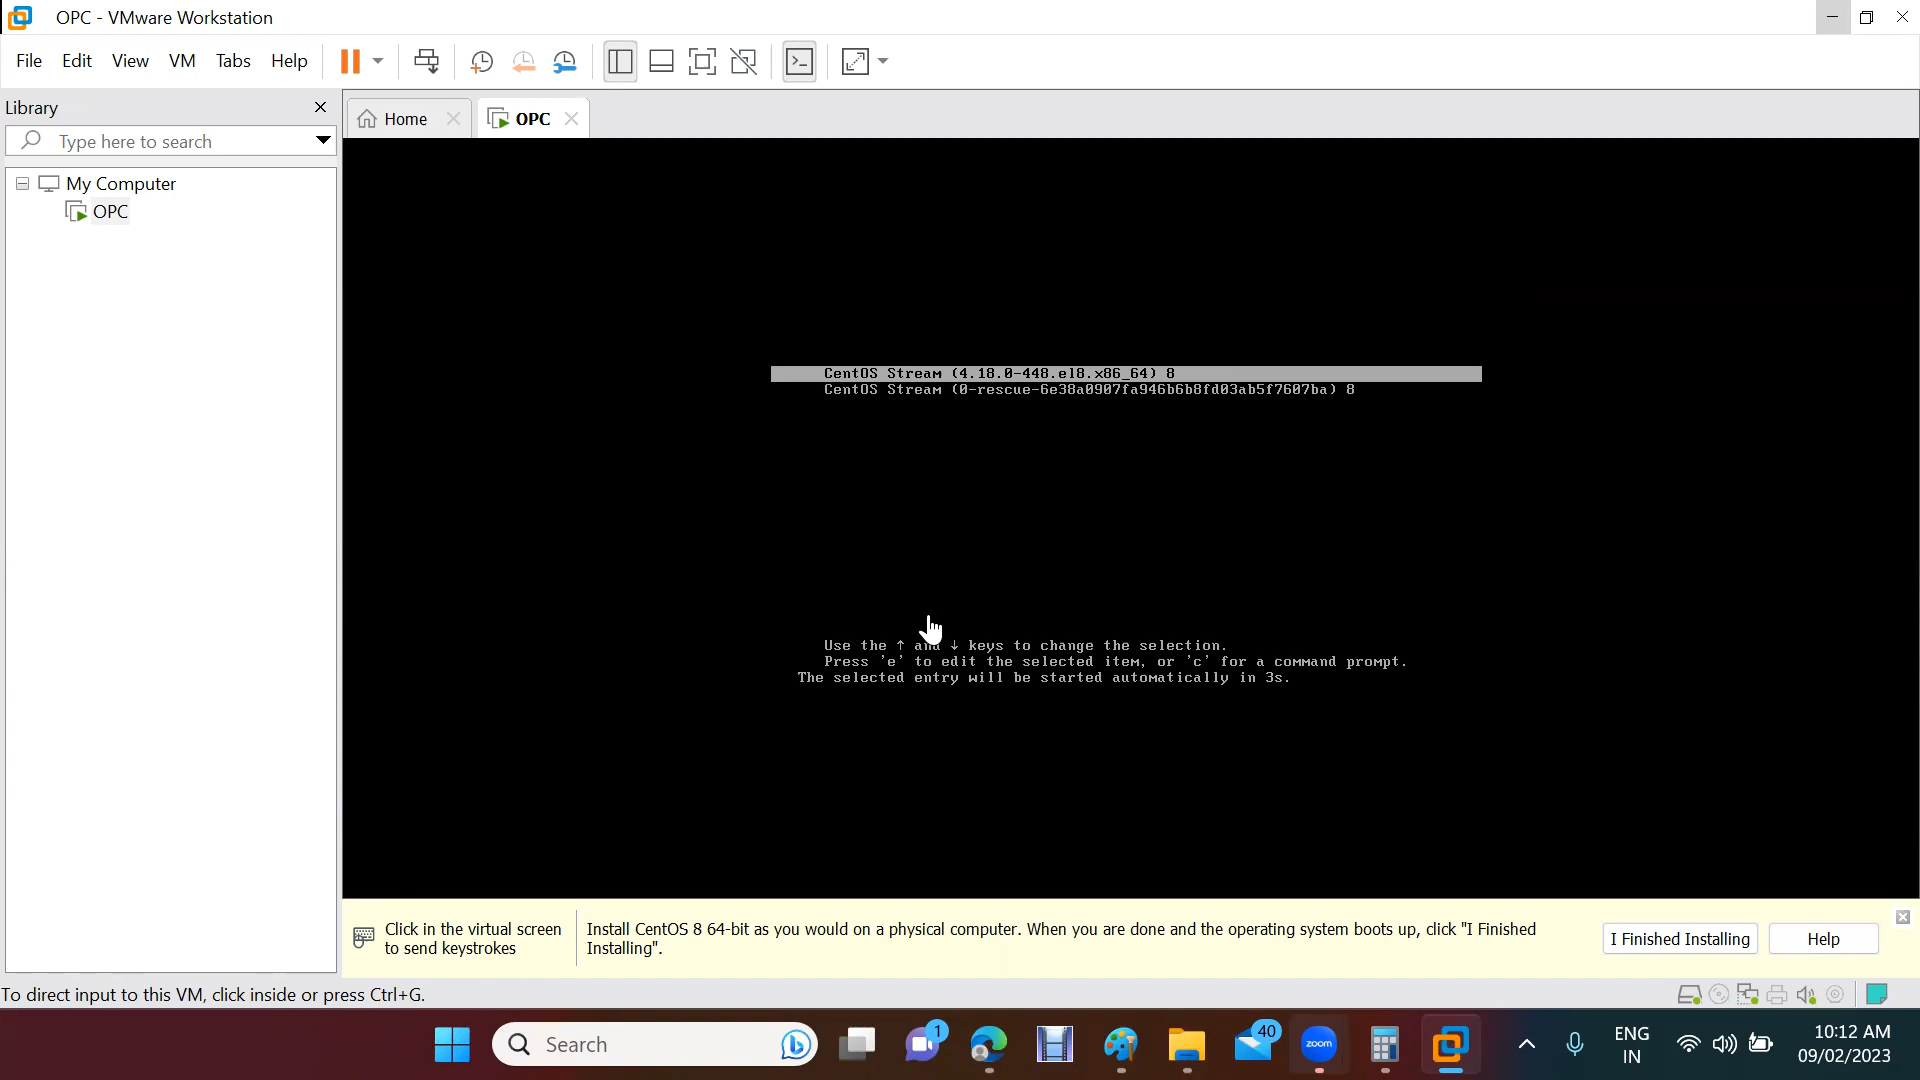 OPC - VMware Workstation
File Edit View VM Tabs Help
Library
Home
OPC
Type here to search
My Computer
OPC
CentOS Stream (4.18.0-448.el8.x86_64) 8
CentOS Stream (0-rescue-6e38a0907fa946b6b8fd03ab5f7607ba) 8
Use the ↑ and ↓ keys to change the selection.
Press 'e' to edit the selected item, or 'c' for a command prompt.
The selected entry will be started automatically in 3s.
Click in the virtual screen
to send keystrokes
Install CentOS 8 64-bit as you would on a physical computer. When you are done and the operating system boots up, click "I Finished
Installing".
I Finished Installing
Help
To direct input to this VM, click inside or press Ctrl+G.
Search
1
40
zoom
ENG
IN
10:12 AM
09/02/2023